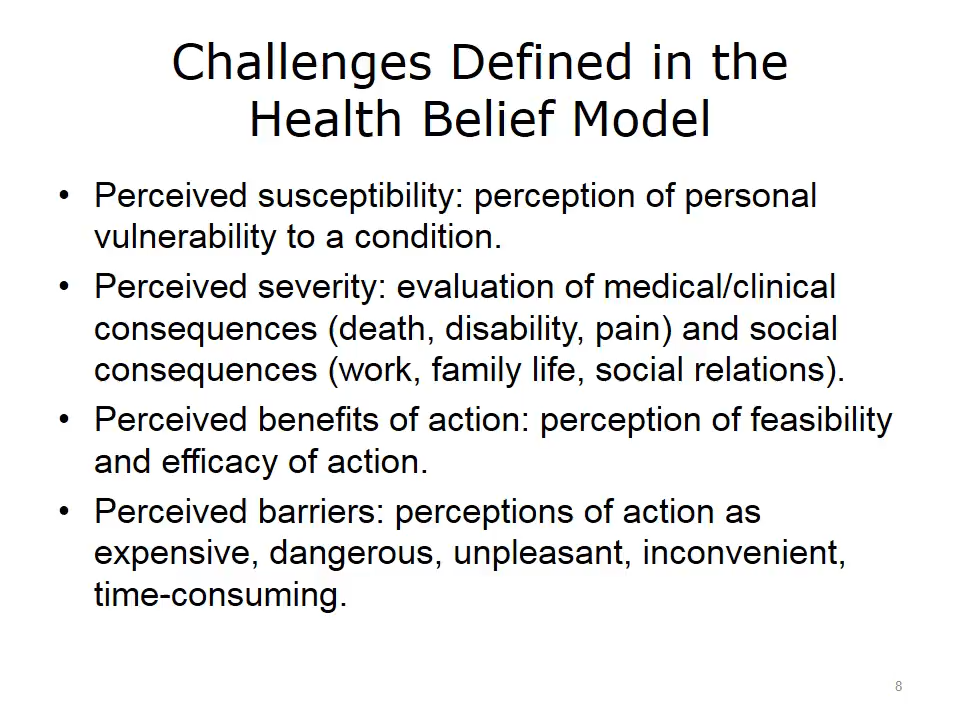 Challenges Defined in the
Health Belief Model
• Perceived susceptibility: perception of personal
vulnerability to a condition.
• Perceived severity: evaluation of medical/clinical
consequences (death, disability, pain) and social
consequences (work, family life, social relations).
• Perceived benefits of action: perception of feasibility
and efficacy of action.
• Perceived barriers: perceptions of action as
expensive, dangerous, unpleasant, inconvenient,
time-consuming.
8